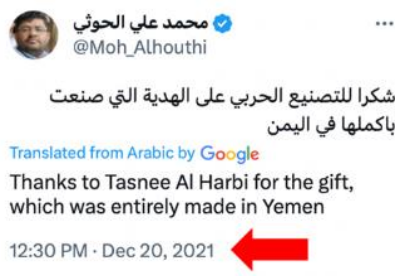 محمد علي الحوثي
@Moh_Alhouthi
شكرا للتصنيع الحربي على الهدية التي صنعت
باكملها في اليمن
Translated from Arabic by Google
Thanks to Tasnee Al Harbi for the gift,
which was entirely made in Yemen
12:30 PM · Dec 20, 2021